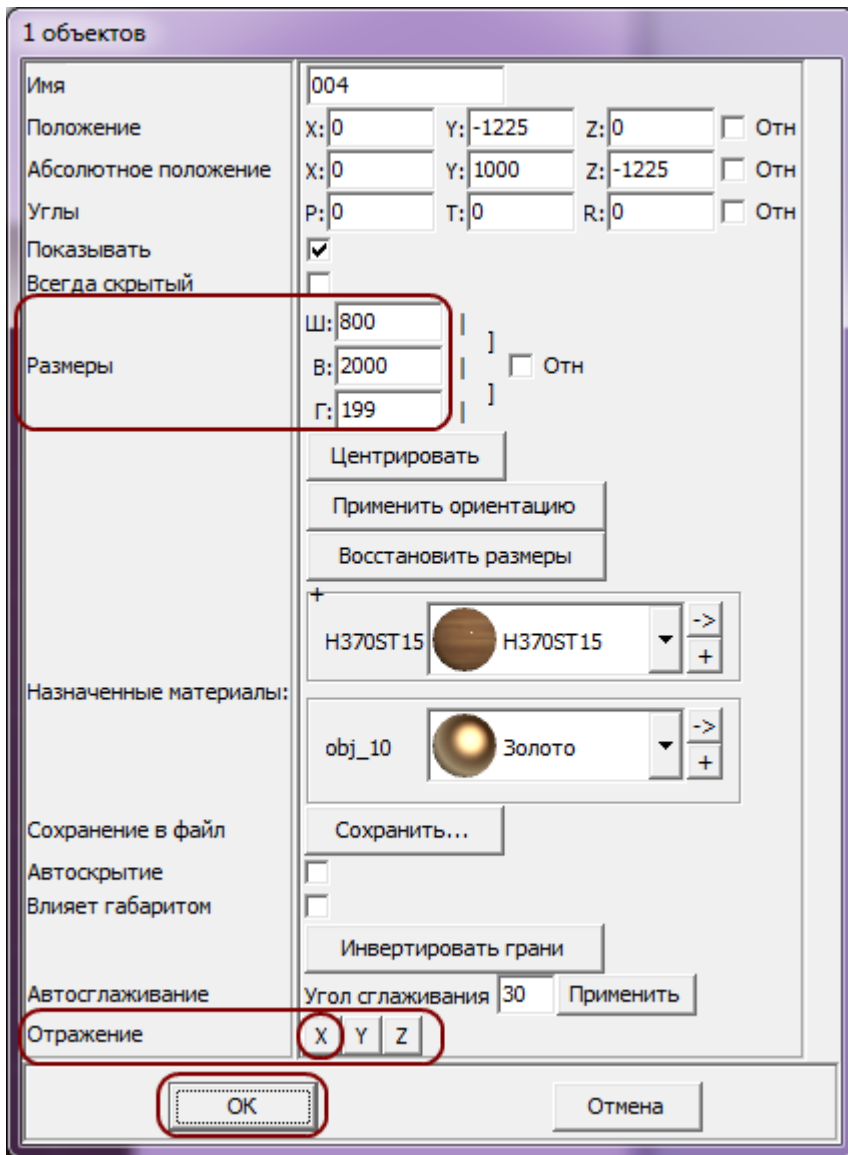 1 объектов
Имя 004
Положение X: 0 Y: -1225 Z: 0 Отн
Абсолютное положение X: 0 Y: 1000 Z: -1225 Отн
Углы P: 0 T: 0 R: 0 Отн
Показывать
Всегда скрытый
Ш: 800 |
]
Размеры В: 2000 | Отн
]
Г: 199 |
Центрировать
Применить ориентацию
Восстановить размеры
+
H370ST15 H370ST15 ->
+
Назначенные материалы:
obj_10 Золото ->
+
Сохранение в файл Сохранить...
Автоскрытие
Влияет габаритом
Инвертировать грани
Автосглаживание Угол сглаживания 30 Применить
Отражение X Y Z
OK Отмена